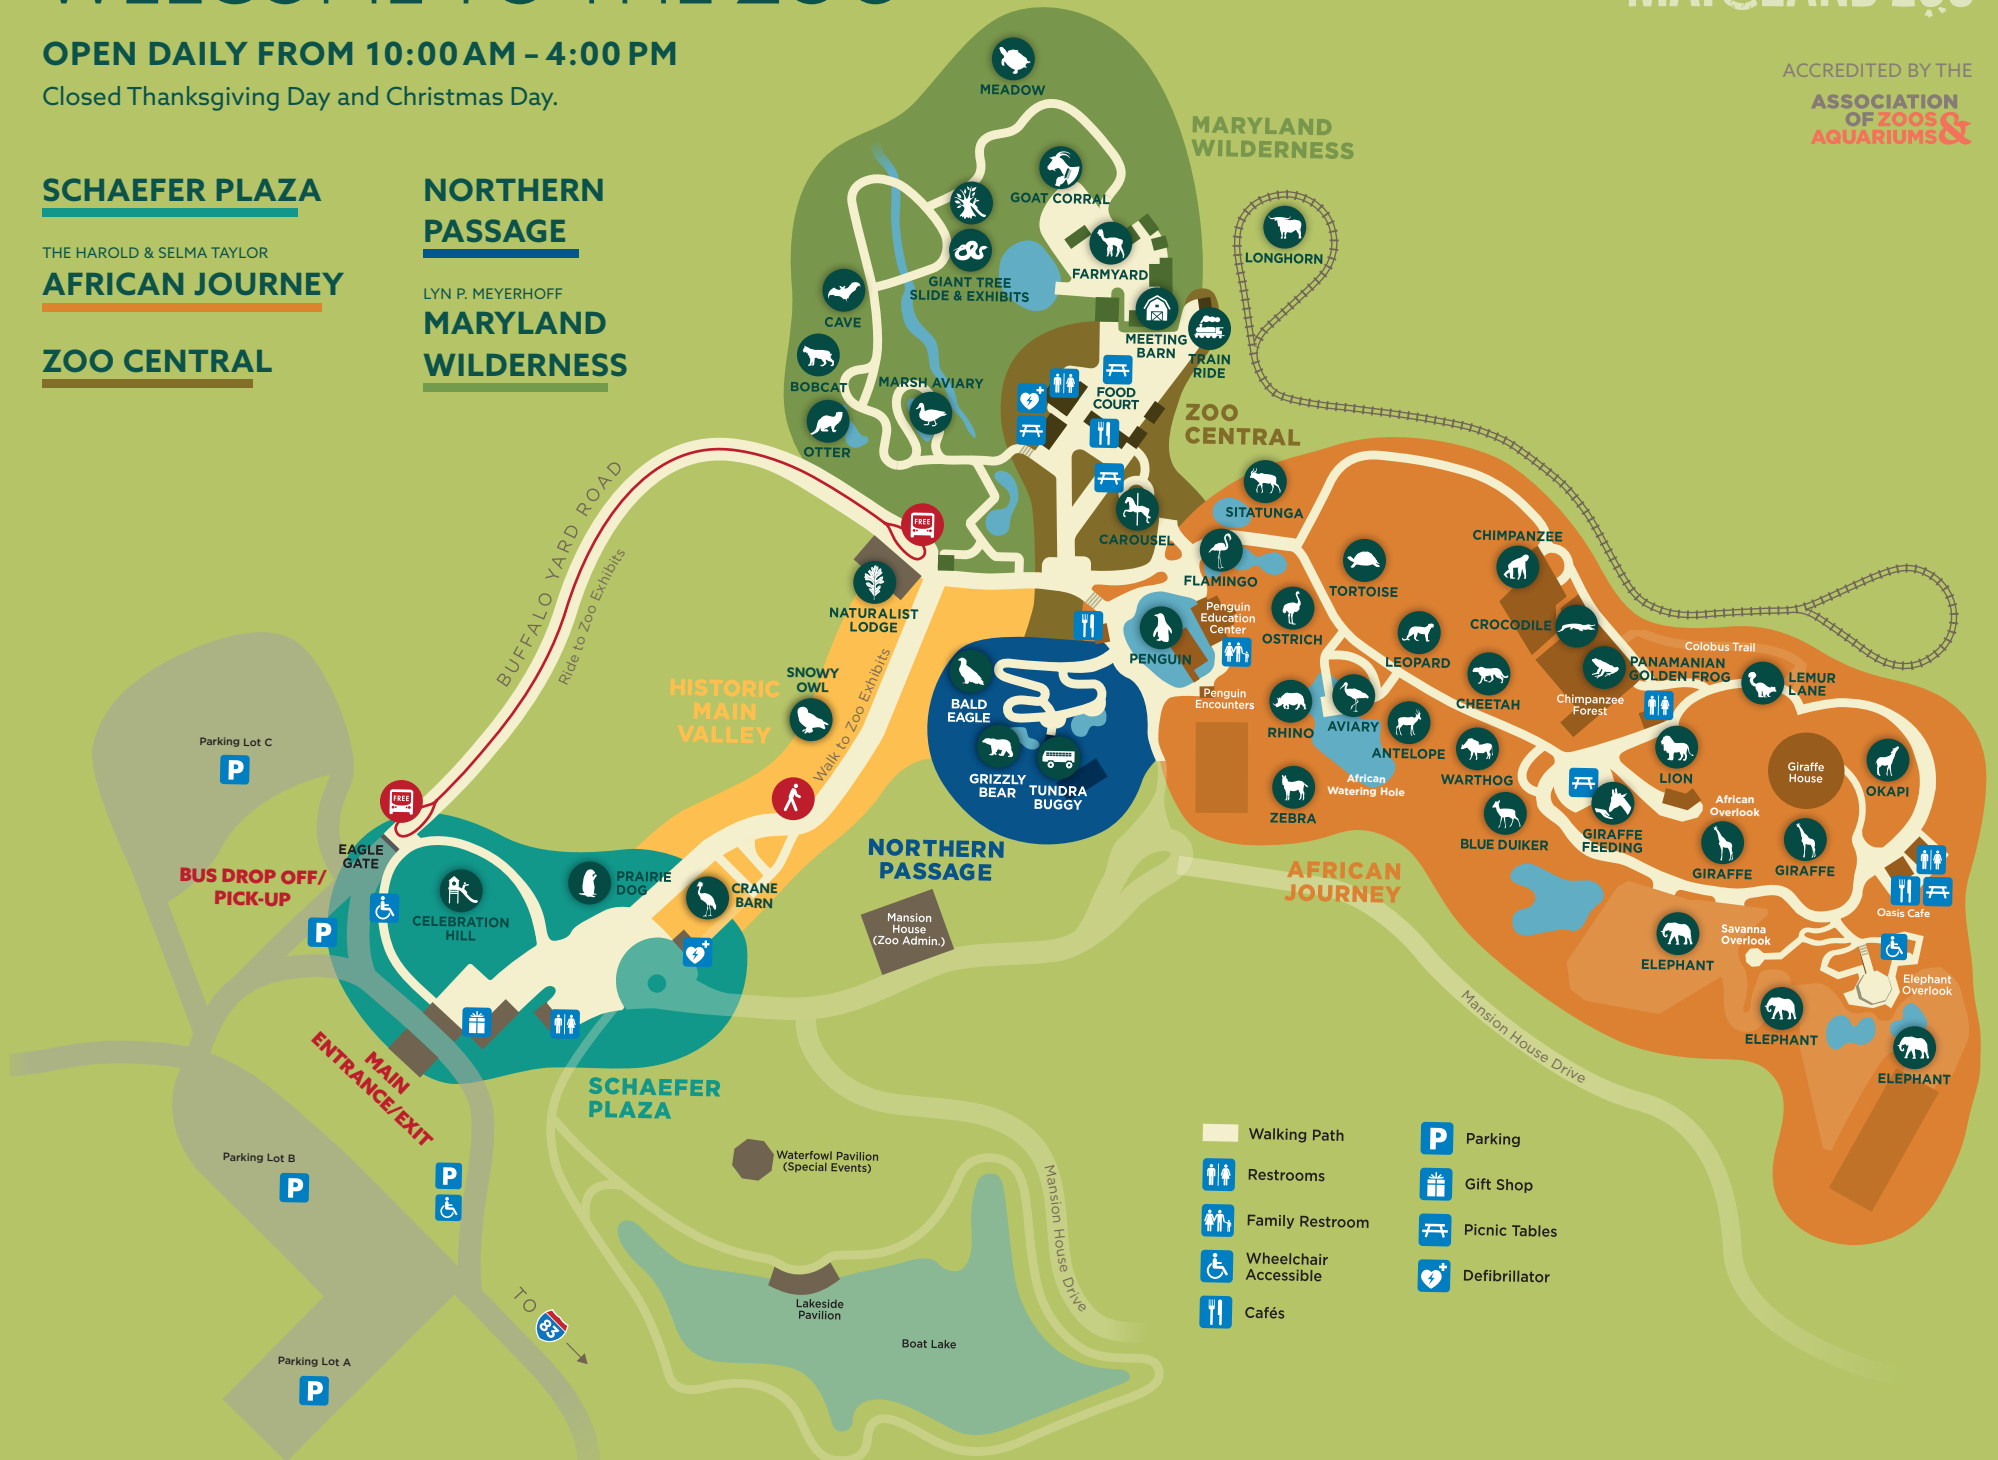 WELCOME TO THE ZOO
MARYLAND ZOO
OPEN DAILY FROM 10:00 AM – 4:00 PM
Closed Thanksgiving Day and Christmas Day.
ACCREDITED BY THE
ASSOCIATION
OF ZOOS &
AQUARIUMS
SCHAEFER PLAZA
THE HAROLD & SELMA TAYLOR
AFRICAN JOURNEY
ZOO CENTRAL
NORTHERN
PASSAGE
LYN P. MEYERHOFF
MARYLAND
WILDERNESS
MEADOW
MARYLAND
WILDERNESS
GOAT CORRAL
FARMYARD
GIANT TREE
SLIDE & EXHIBITS
CAVE
BOBCAT
MARSH AVIARY
OTTER
MEETING
BARN
TRAIN
RIDE
LONGHORN
FOOD
COURT
ZOO
CENTRAL
CAROUSEL
BUFFALO YARD ROAD
Ride to Zoo Exhibits
FREE
NATURALIST
LODGE
SNOWY
OWL
HISTORIC
MAIN
VALLEY
Walk to Zoo Exhibits
BALD
EAGLE
GRIZZLY
BEAR
TUNDRA
BUGGY
NORTHERN
PASSAGE
SITATUNGA
FLAMINGO
Penguin
Education
Center
PENGUIN
Penguin
Encounters
OSTRICH
TORTOISE
CHIMPANZEE
CROCODILE
LEOPARD
CHEETAH
PANAMANIAN
GOLDEN FROG
Colobus Trail
LEMUR
LANE
Chimpanzee
Forest
RHINO
AVIARY
ANTELOPE
WARTHOG
African
Watering Hole
ZEBRA
LION
Giraffe
House
OKAPI
BLUE DUIKER
GIRAFFE
FEEDING
African
Overlook
GIRAFFE
GIRAFFE
AFRICAN
JOURNEY
Oasis Cafe
ELEPHANT
Savanna
Overlook
Elephant
Overlook
ELEPHANT
ELEPHANT
Parking Lot C
P
FREE
EAGLE
GATE
BUS DROP OFF/
PICK-UP
P
CELEBRATION
HILL
PRAIRIE
DOG
CRANE
BARN
Mansion
House
(Zoo Admin.)
MAIN
ENTRANCE/EXIT
SCHAEFER
PLAZA
Mansion House Drive
Parking Lot B
P
P
Waterfowl Pavilion
(Special Events)
Mansion House Drive
Lakeside
Pavilion
Boat Lake
TO
83
Parking Lot A
P
Walking Path
Restrooms
Family Restroom
Wheelchair
Accessible
Cafés
P
Parking
Gift Shop
Picnic Tables
Defibrillator